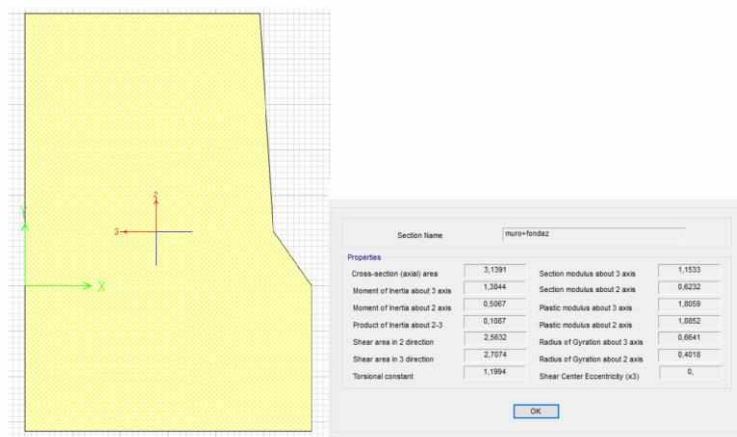 2
3
Y
X
Section Name muro+fondaz
Properties
Cross-section (axial) area 3,1391 Section modulus about 3 axis 1,1533
Moment of Inertia about 3 axis 1,3844 Section modulus about 2 axis 0,6232
Moment of Inertia about 2 axis 0,5067 Plastic modulus about 3 axis 1,8059
Product of Inertia about 2-3 0,1087 Plastic modulus about 2 axis 1,0852
Shear area in 2 direction 2,5632 Radius of Gyration about 3 axis 0,6641
Shear area in 3 direction 2,7074 Radius of Gyration about 2 axis 0,4018
Torsional constant 1,1994 Shear Center Eccentricity (x3) 0,
OK